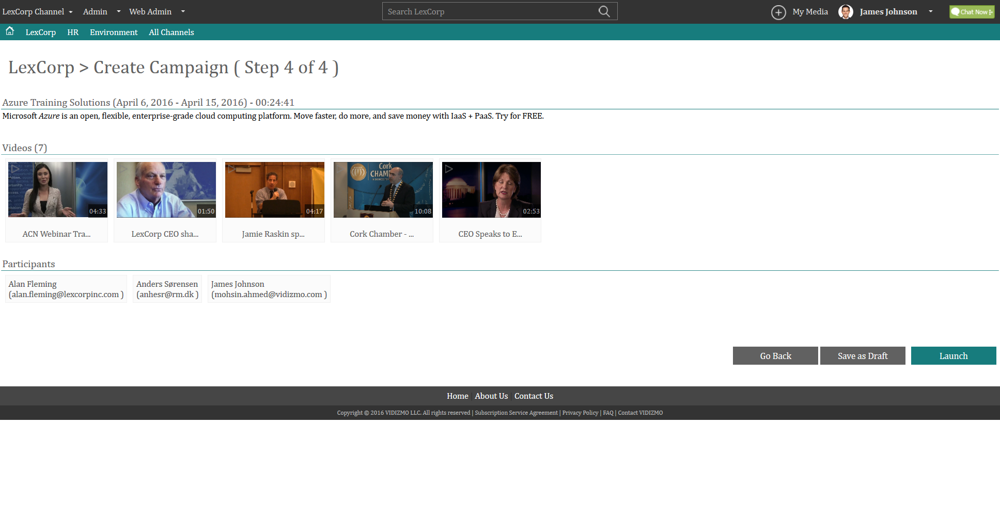 LexCorp Channel Admin Web Admin Search LexCorp My Media James Johnson Chat Now
LexCorp HR Environment All Channels
LexCorp > Create Campaign ( Step 4 of 4 )
Azure Training Solutions (April 6, 2016 - April 15, 2016) - 00:24:41
Microsoft Azure is an open, flexible, enterprise-grade cloud computing platform. Move faster, do more, and save money with IaaS + PaaS. Try for FREE.
Videos (7)
Cork
CHAM
04:33 01:50 04:17 10:08 02:53
ACN Webinar Tra... LexCorp CEO sha... Jamie Raskin sp... Cork Chamber - ... CEO Speaks to E...
Participants
Alan Fleming Anders Sørensen James Johnson
(alan.fleming@lexcorpinc.com ) (anhesr@rm.dk ) (mohsin.ahmed@vidizmo.com )
Go Back Save as Draft Launch
Home | About Us | Contact Us
Copyright © 2016 VIDIZMO LLC. All rights reserved | Subscription Service Agreement | Privacy Policy | FAQ | Contact VIDIZMO